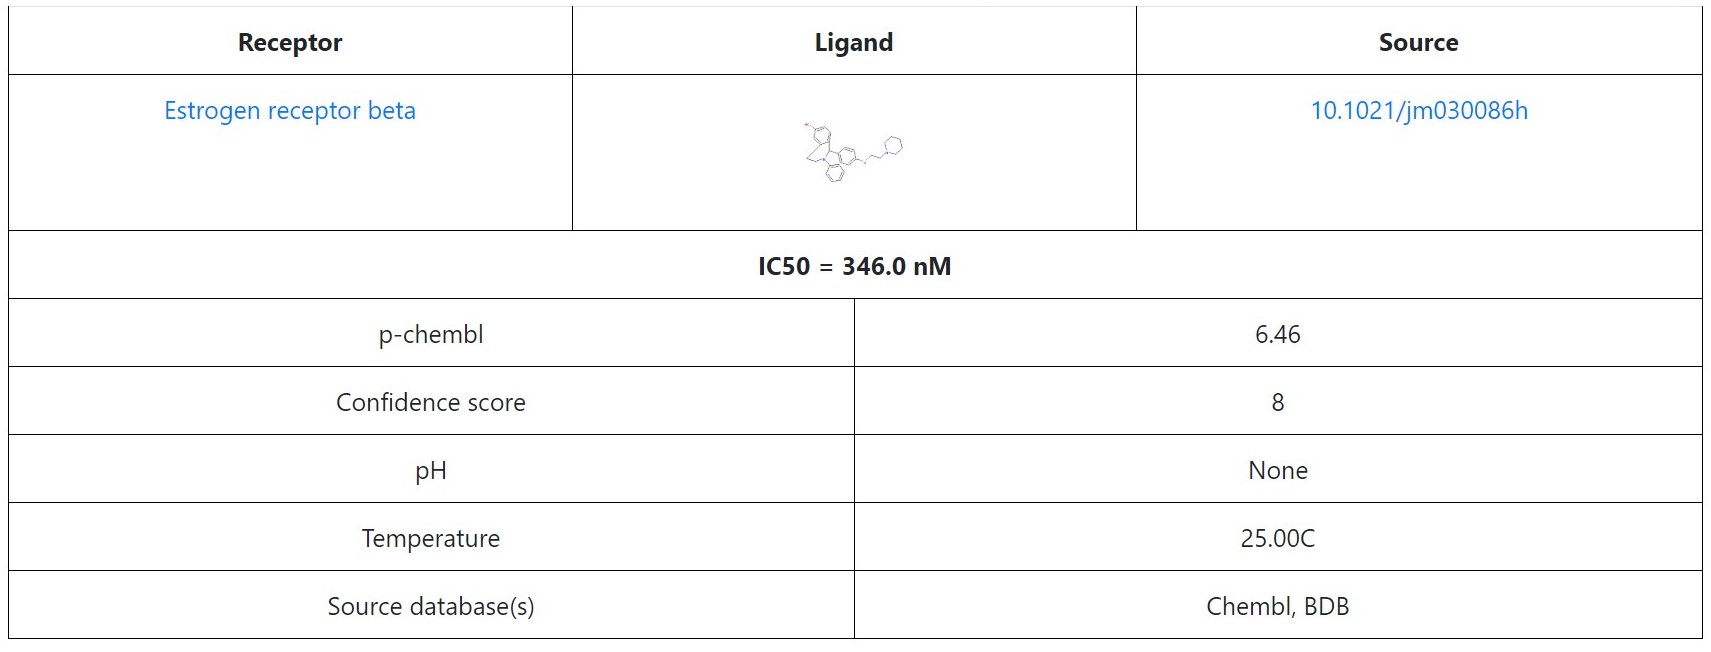 Receptor Ligand Source
Estrogen receptor beta 10.1021/jm030086h
IC50 = 346.0 nM
p-chembl 6.46
Confidence score 8
pH None
Temperature 25.00C
Source database(s) Chembl, BDB